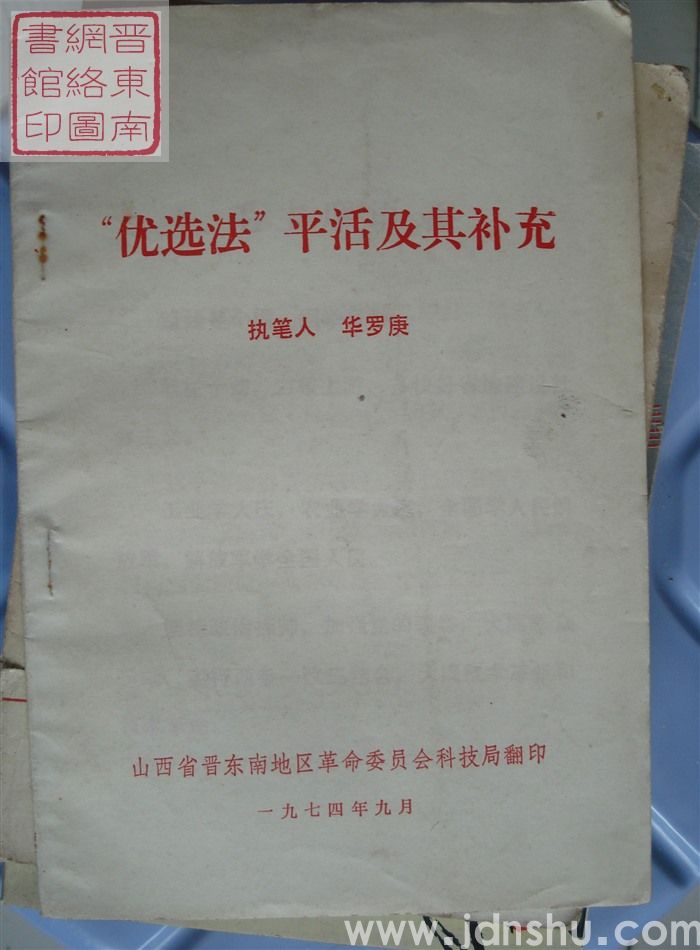 晋東南
網絡圖
書館印
“优选法”平活及其补充
执笔人 华罗庚
山西省晋东南地区革命委员会科技局翻印
一九七四年九月
www.jdnshu.com